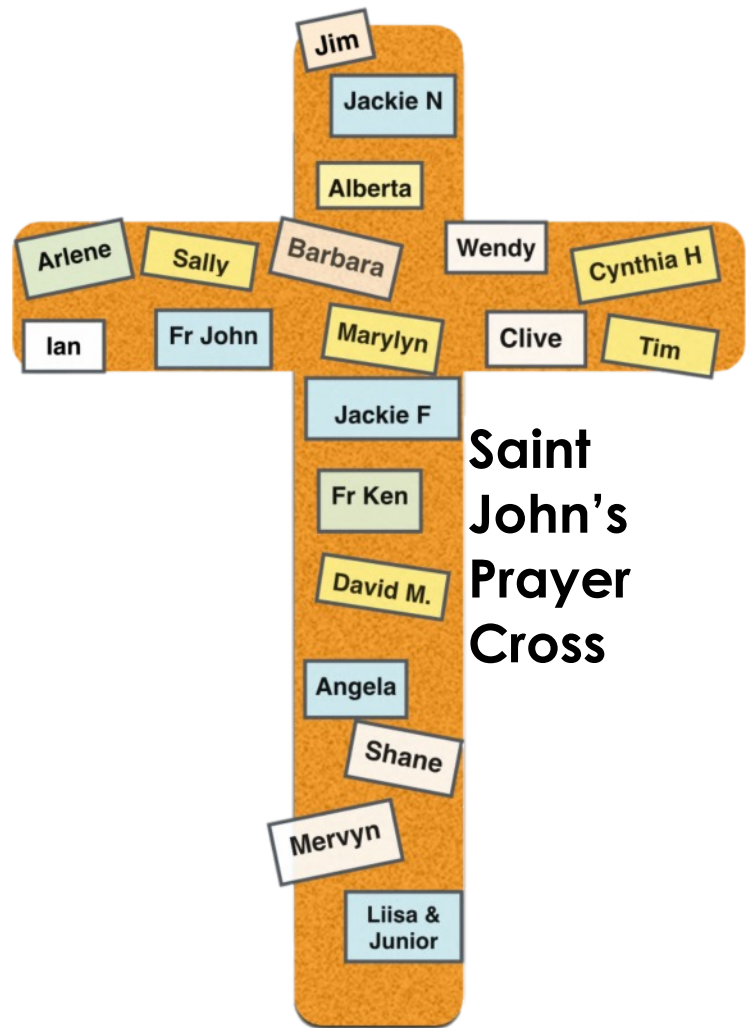 Jim
Jackie N
Alberta
Arlene
Sally
Barbara
Wendy
Cynthia H
Ian
Fr John
Marylyn
Clive
Tim
Jackie F
Saint
John’s
Prayer
Cross
Fr Ken
David M.
Angela
Shane
Mervyn
Liisa &
Junior